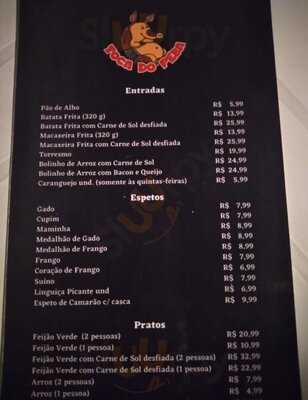 TOCA DO PEBA
Entradas
Pão de Alho R$ 5,99
Batata Frita (320 g) R$ 13,99
Batata Frita com Carne de Sol desfiada R$ 25,99
Macaxeira Frita (320 g) R$ 13,99
Macaxeira Frita com Carne de Sol desfiada R$ 25,99
Torresmo R$ 19,99
Bolinho de Arroz com Carne de Sol R$ 24,99
Bolinho de Arroz com Bacon e Queijo R$ 24,99
Caranguejo und. (somente às quintas-feiras) R$ 5,99
Espetos
Gado R$ 7,99
Cupim R$ 7,99
Maminha R$ 8,99
Medalhão de Gado R$ 8,99
Medalhão de Frango R$ 8,99
Frango R$ 7,99
Coração de Frango R$ 6,99
Suíno R$ 7,99
Linguiça Picante und R$ 6,99
Espeto de Camarão c/ casca R$ 9,99
Pratos
Feijão Verde (2 pessoas) R$ 20,99
Feijão Verde (1 pessoa) R$ 10,99
Feijão Verde com Carne de Sol desfiada (2 pessoas) R$ 32,99
Feijão Verde com Carne de Sol desfiada (1 pessoa) R$ 22,99
Arroz (2 pessoas) R$ 7,99
Arroz (1 pessoa) R$ 4,99